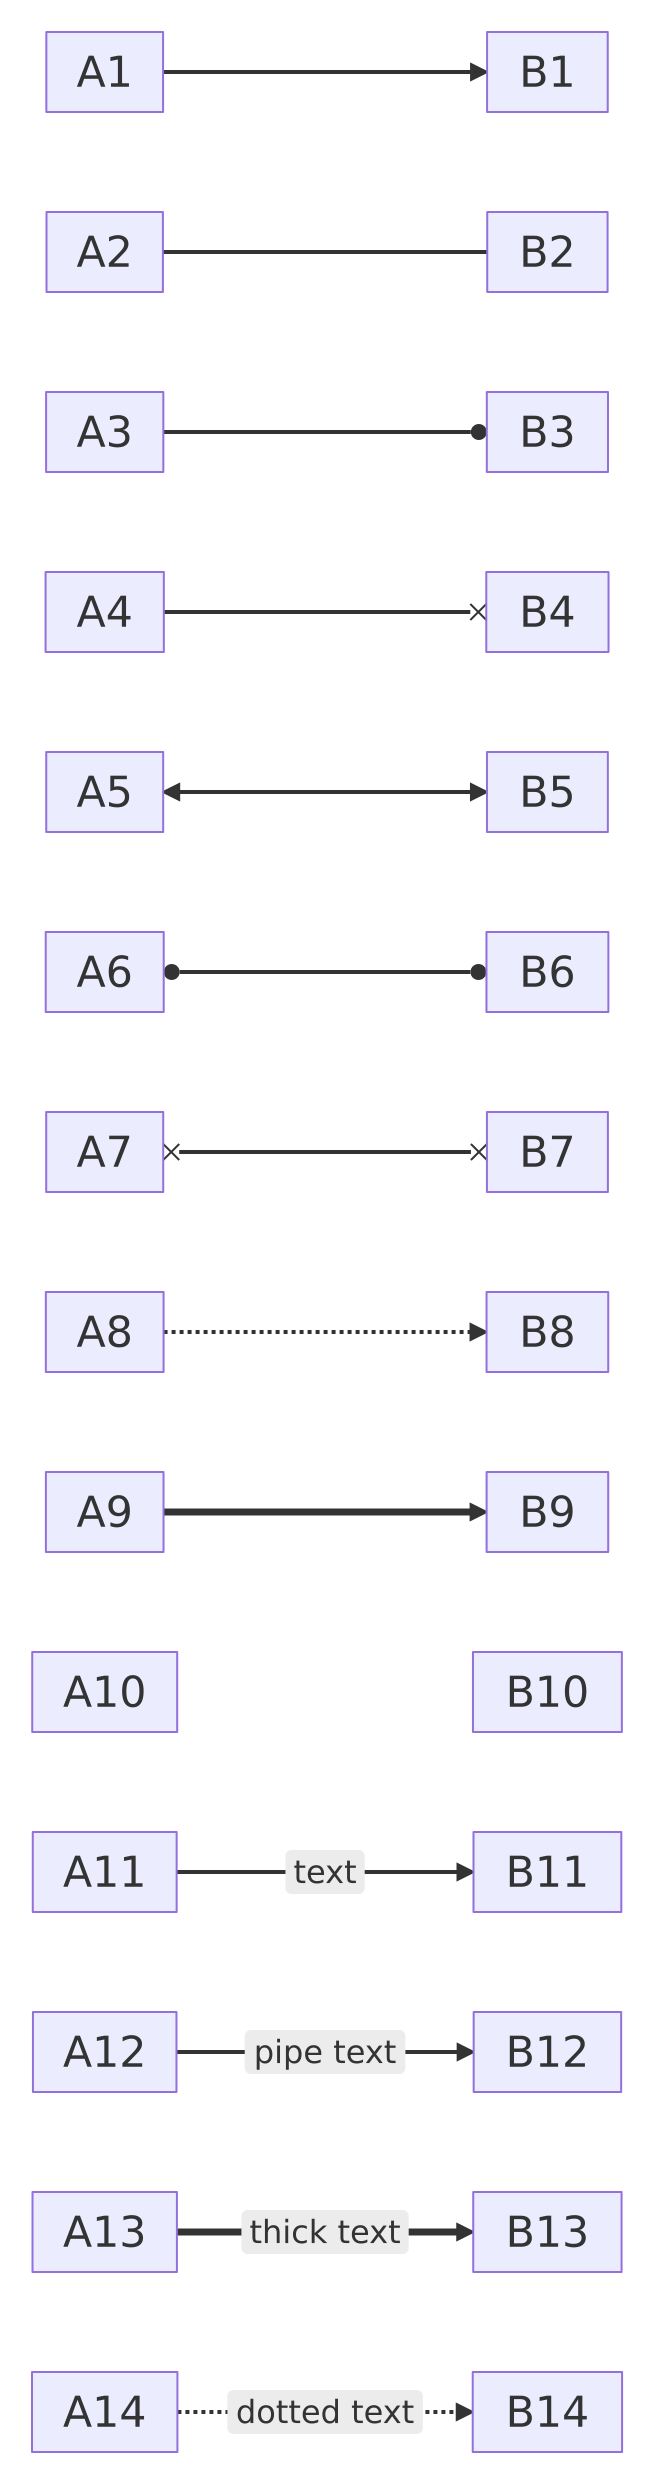 A1 B1
A2 B2
A3 B3
A4 B4
A5 B5
A6 B6
A7 B7
A8 B8
A9 B9
A10 B10
A11 text B11
A12 pipe text B12
A13 thick text B13
A14 dotted text B14